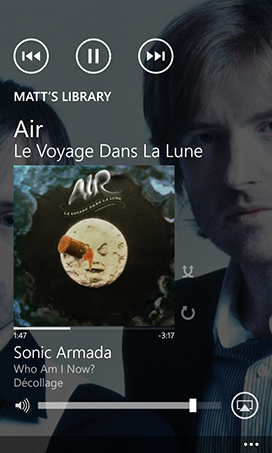 MATT'S LIBRARY
Air
Le Voyage Dans La Lune
AIR
LE VOYAGE DANS LA LUNE
1:47
-3:17
Sonic Armada
Who Am I Now?
Décollage